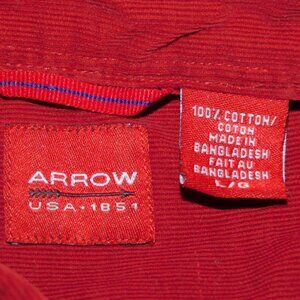 100% COTTON/
COTON
MADE IN
BANGLADESH
FAIT AU
BANGLADESH
L/G
ARROW
USA·1851